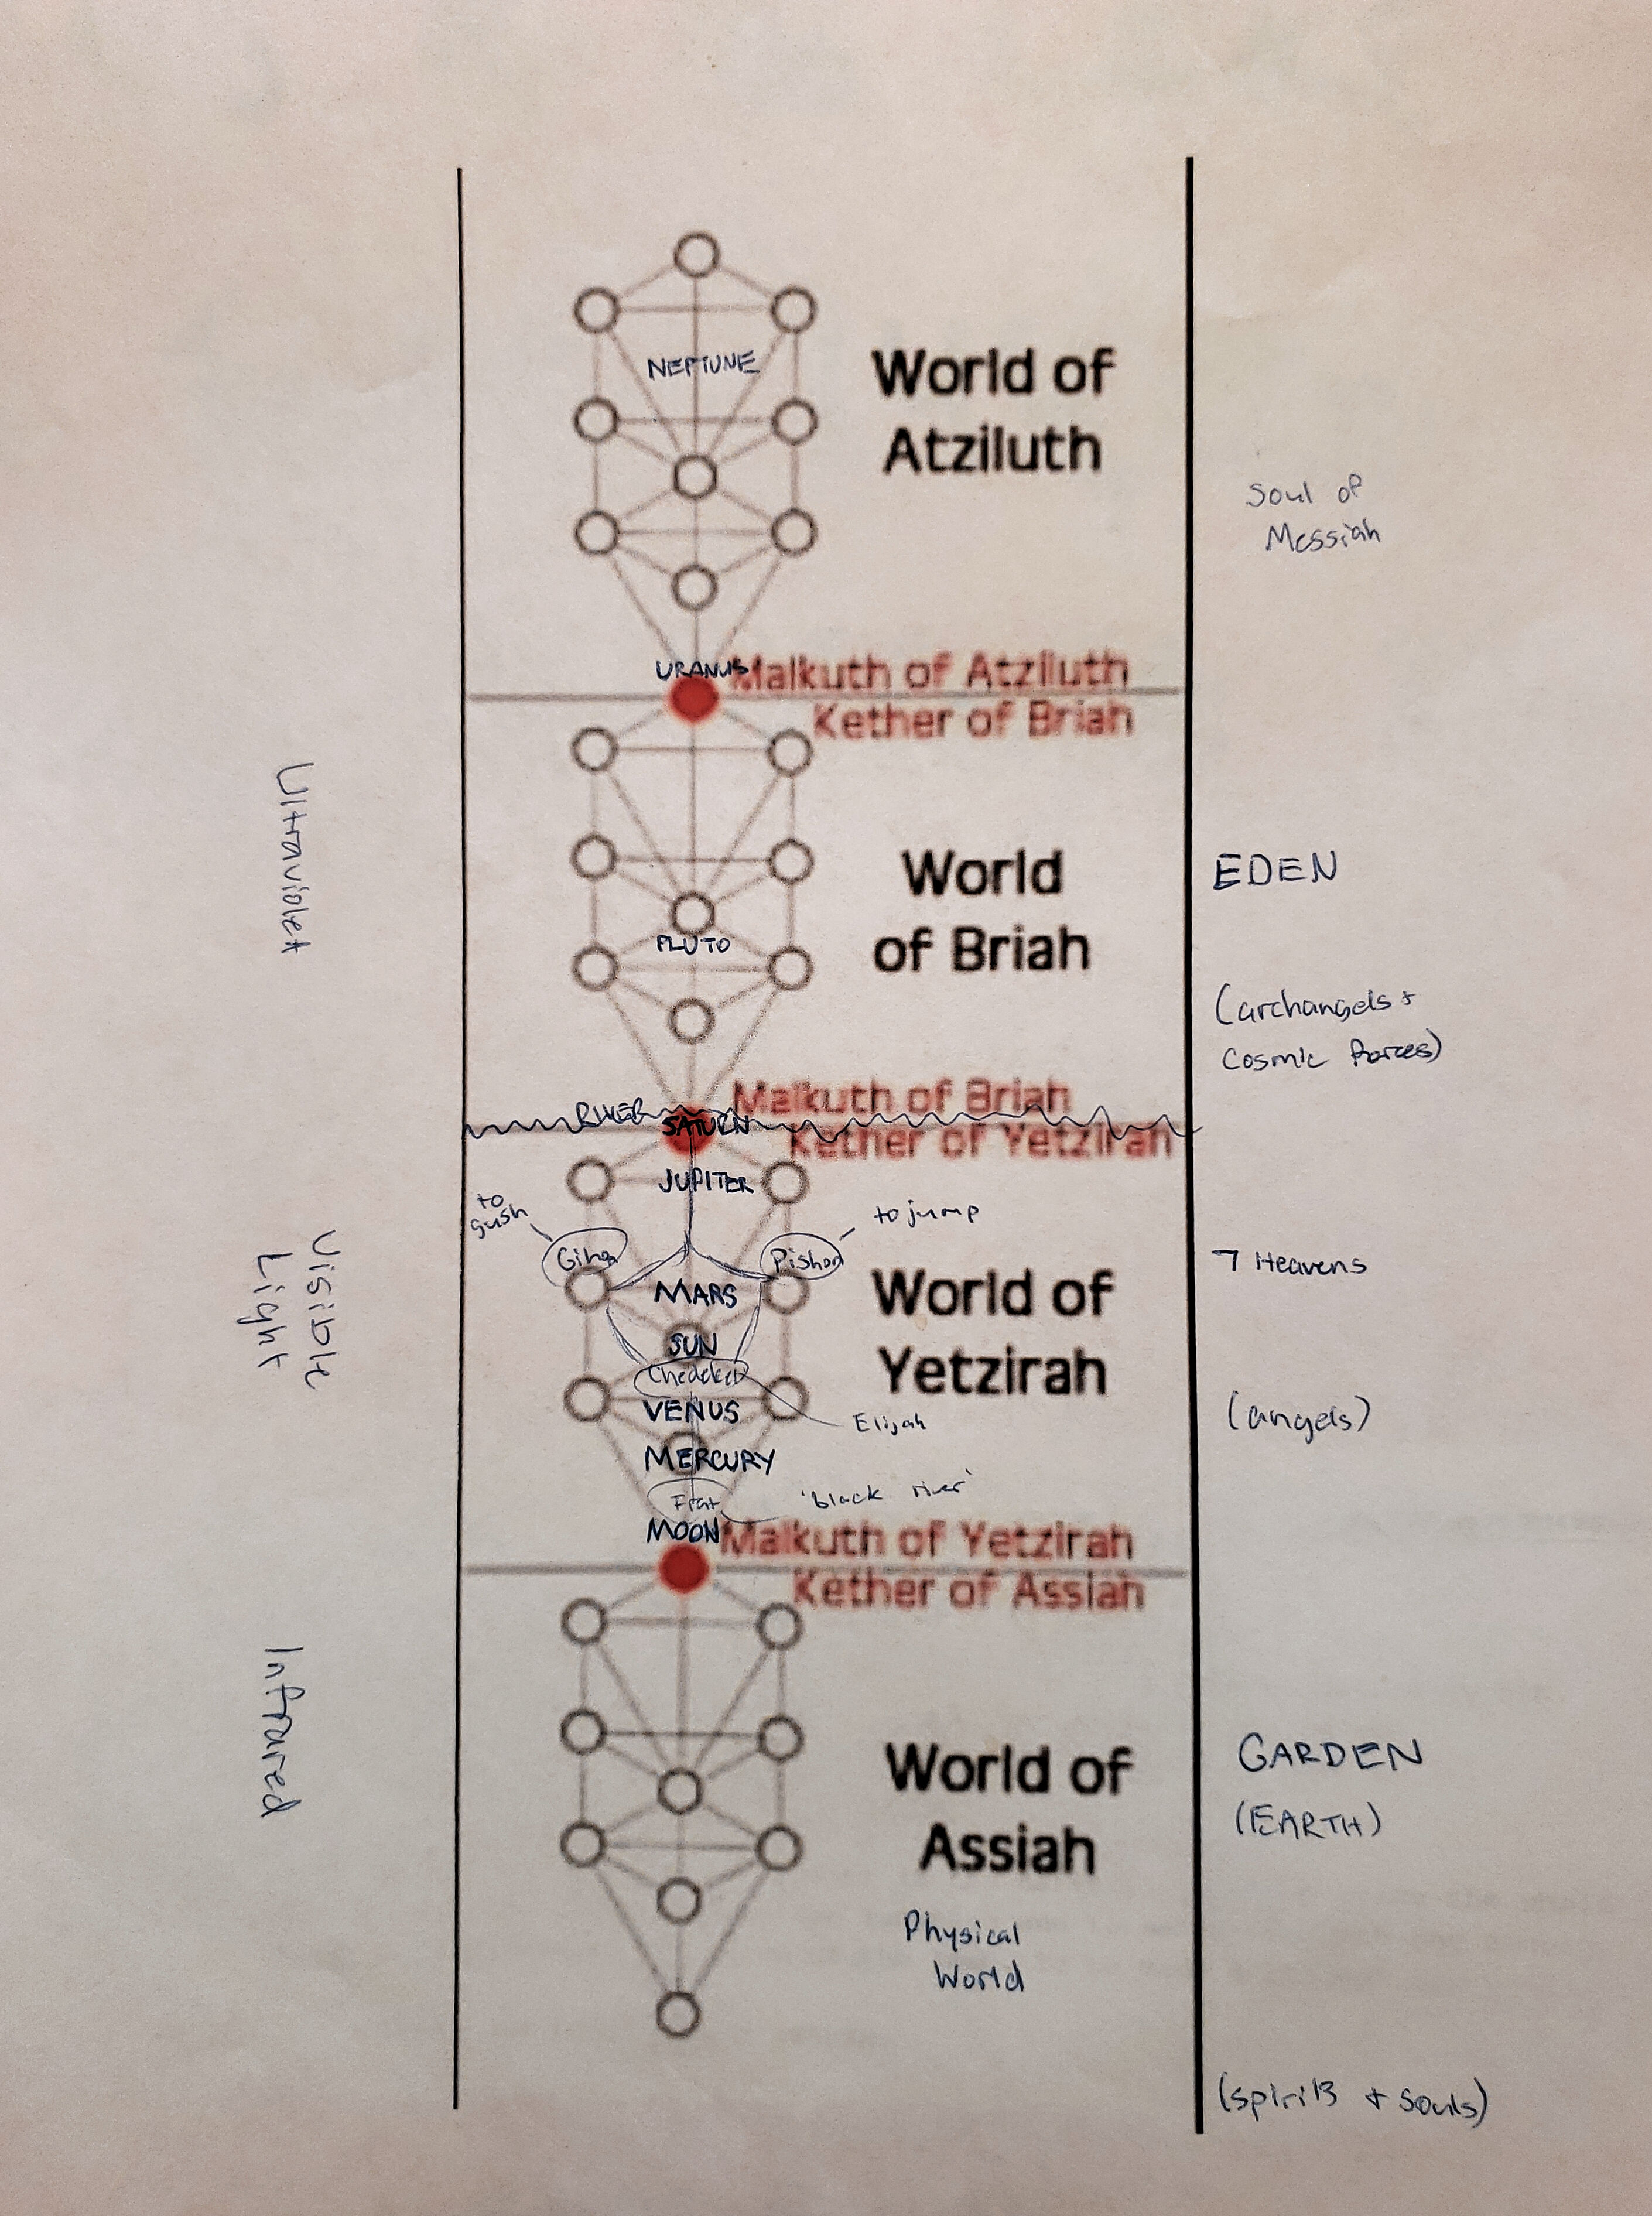 NEPTUNE
World of
Atziluth
Soul of
Messiah
URANUS
Malkuth of Atziluth
Kether of Briah
Ultraviolet
World
of Briah
EDEN
PLUTO
(archangels +
Cosmic Forces)
Malkuth of Briah
RIVER
SATURN
Kether of Yetzirah
JUPITER
to
gush
to jump
Gihon
Pishon
Visible
Light
MARS
World of
Yetzirah
7 Heavens
SUN
VENUS
Elijah
(angels)
MERCURY
Frat
'black river'
MOON
Malkuth of Yetzirah
Kether of Assiah
Infrared
World of
Assiah
GARDEN
(EARTH)
Physical
World
(spirits + souls)